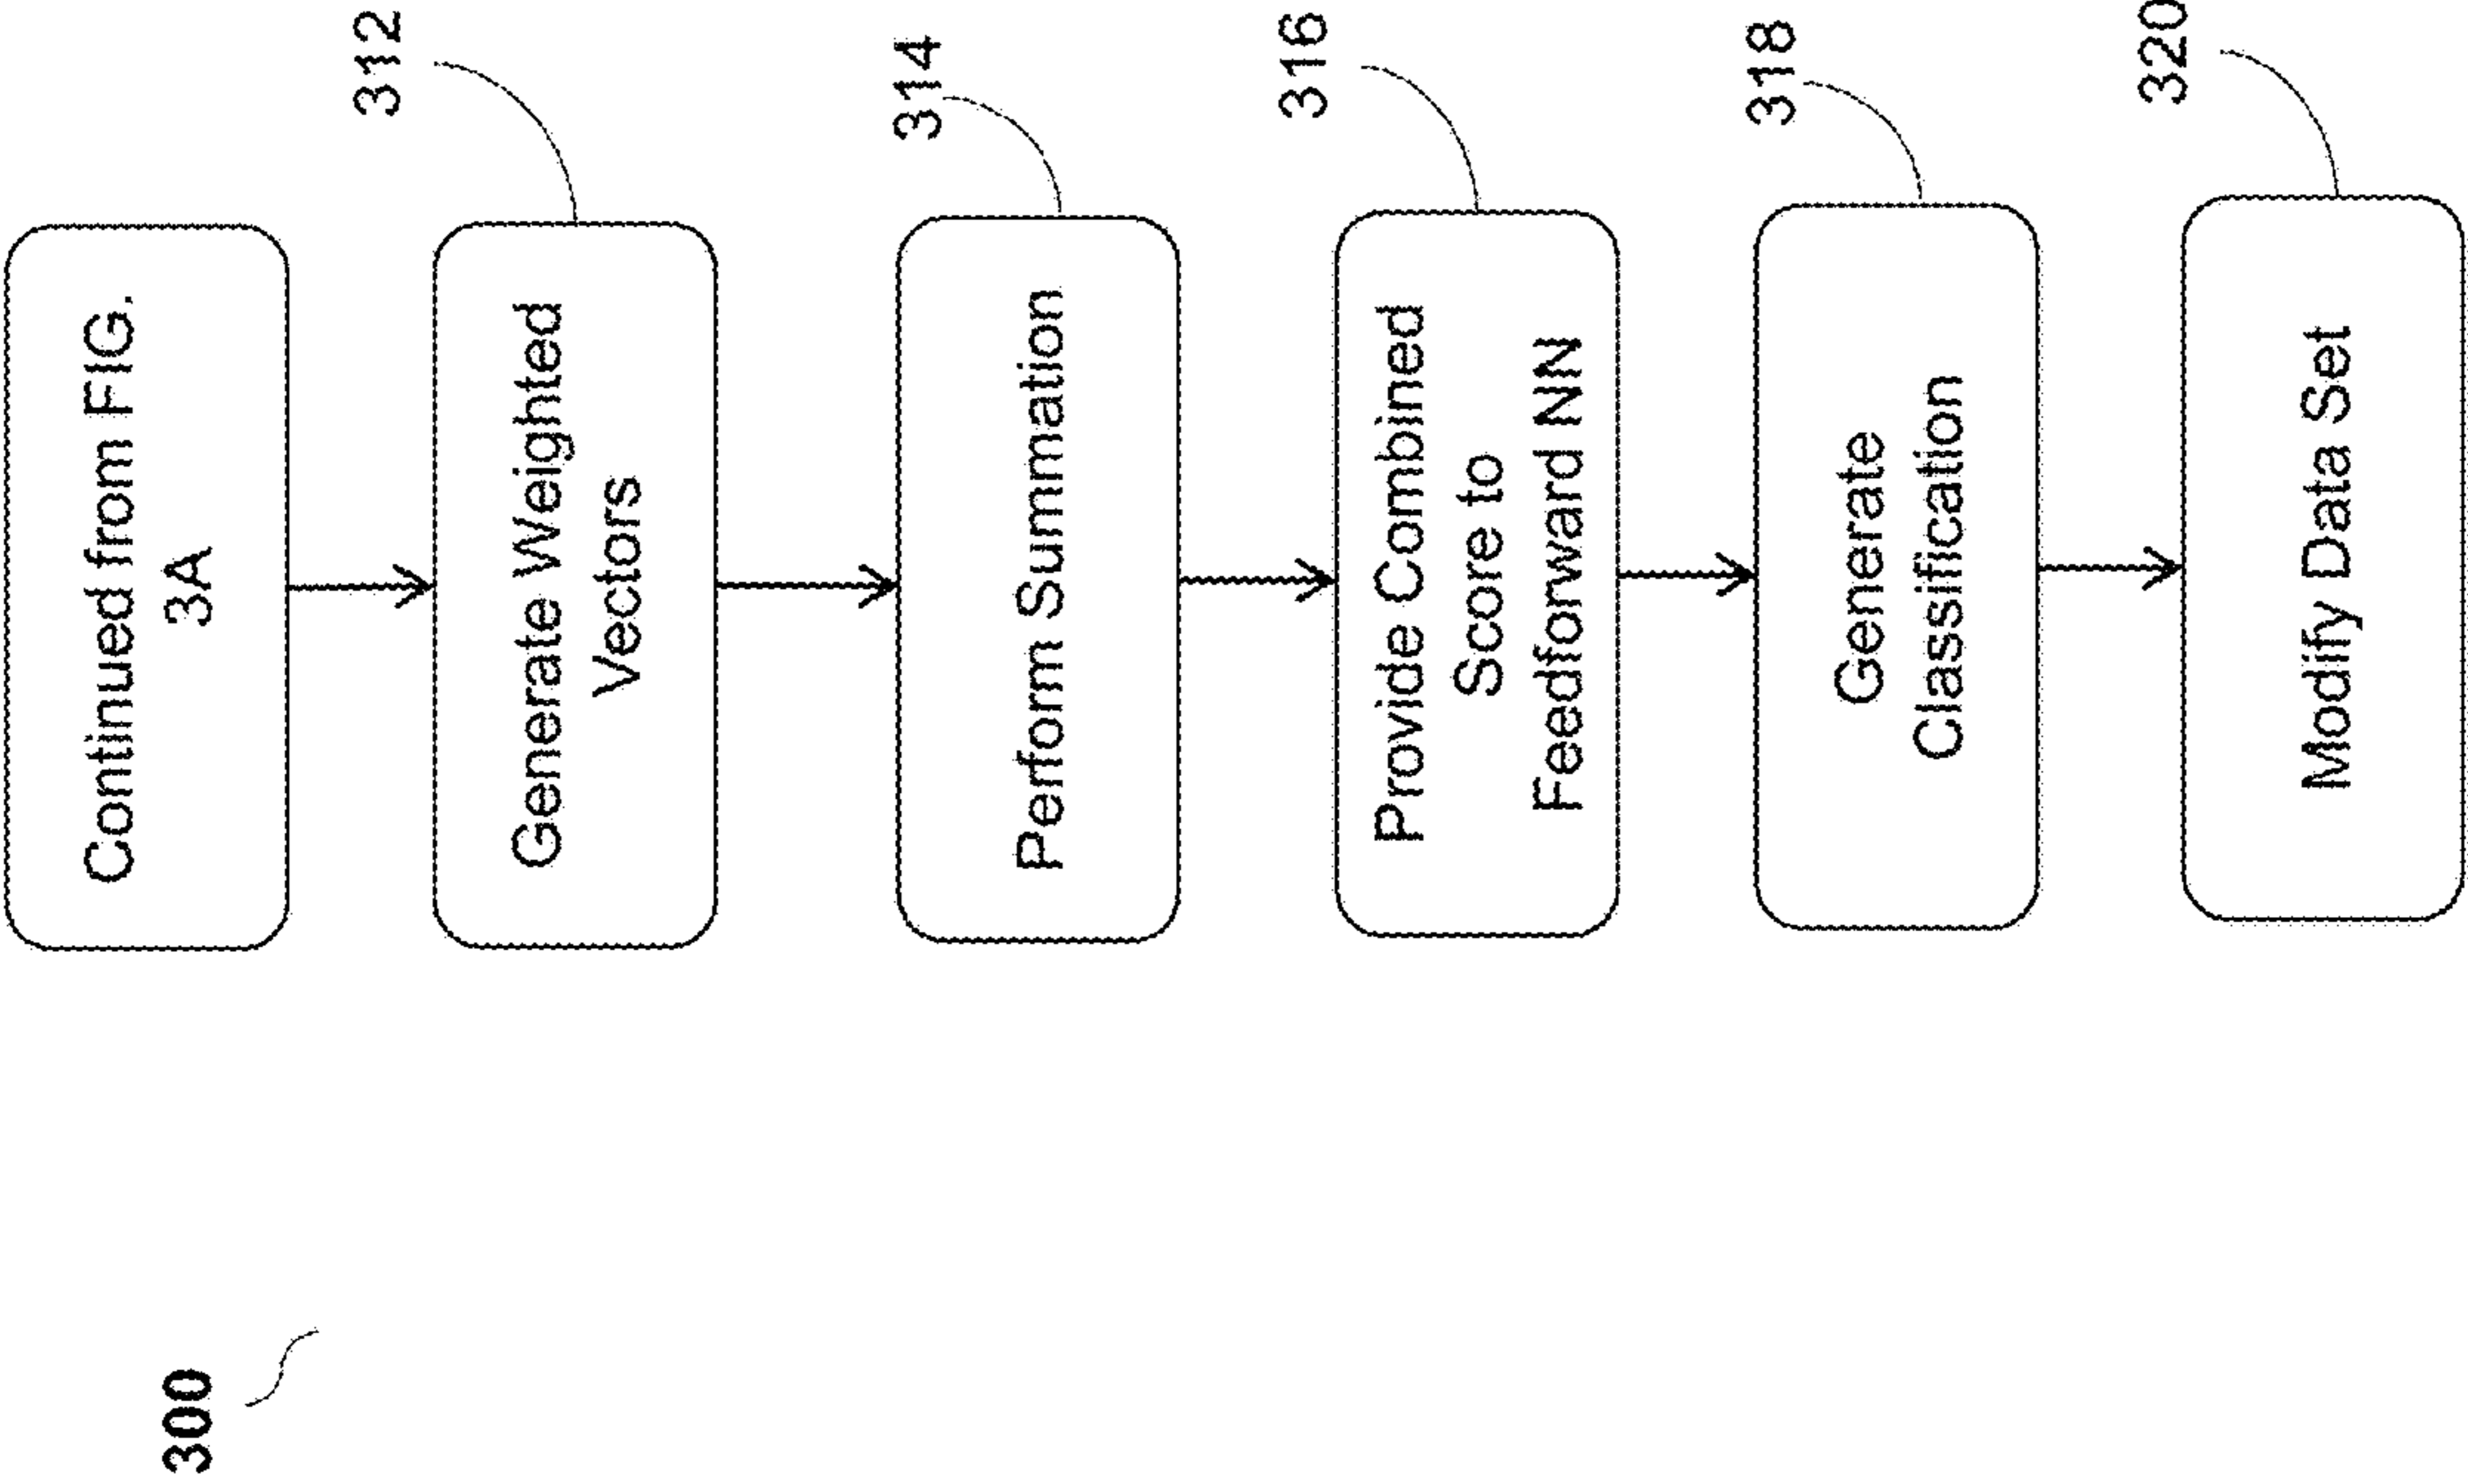 300
Continued from FIG.
3A
312
Generate Weighted
Vectors
314
Perform Summation
316
Provide Combined
Score to
Feedforward NN
318
Generate
Classification
320
Modify Data Set